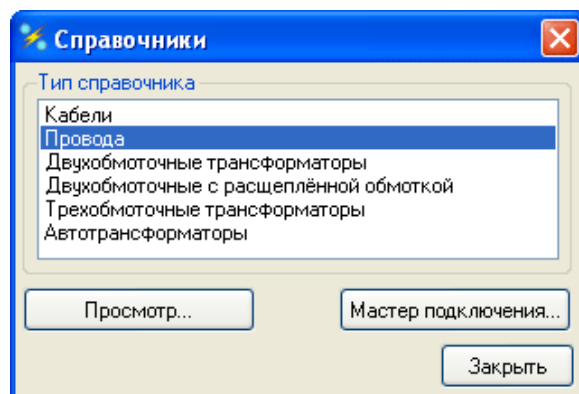 Справочники
Тип справочника
Кабели
Провода
Двухобмоточные трансформаторы
Двухобмоточные с расщеплённой обмоткой
Трехобмоточные трансформаторы
Автотрансформаторы
Просмотр... Мастер подключения...
Закрыть